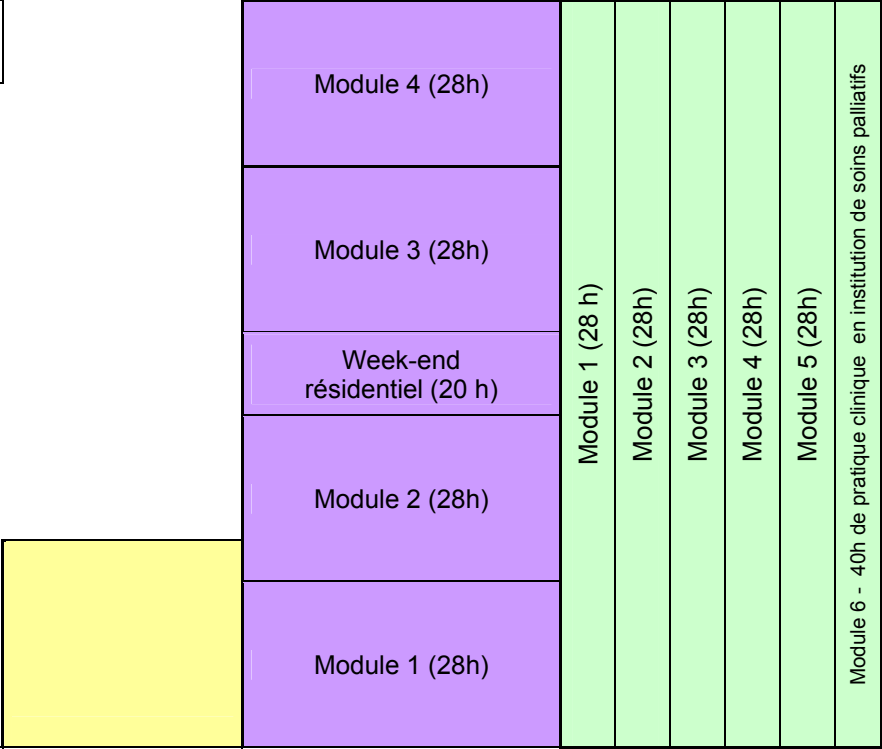 Module 4 (28h)
Module 3 (28h)
Week-end
résidentiel (20 h)
Module 2 (28h)
Module 1 (28h)
Module 1 (28 h)
Module 2 (28h)
Module 3 (28h)
Module 4 (28h)
Module 5 (28h)
Module 6 - 40h de pratique clinique en institution de soins palliatifs